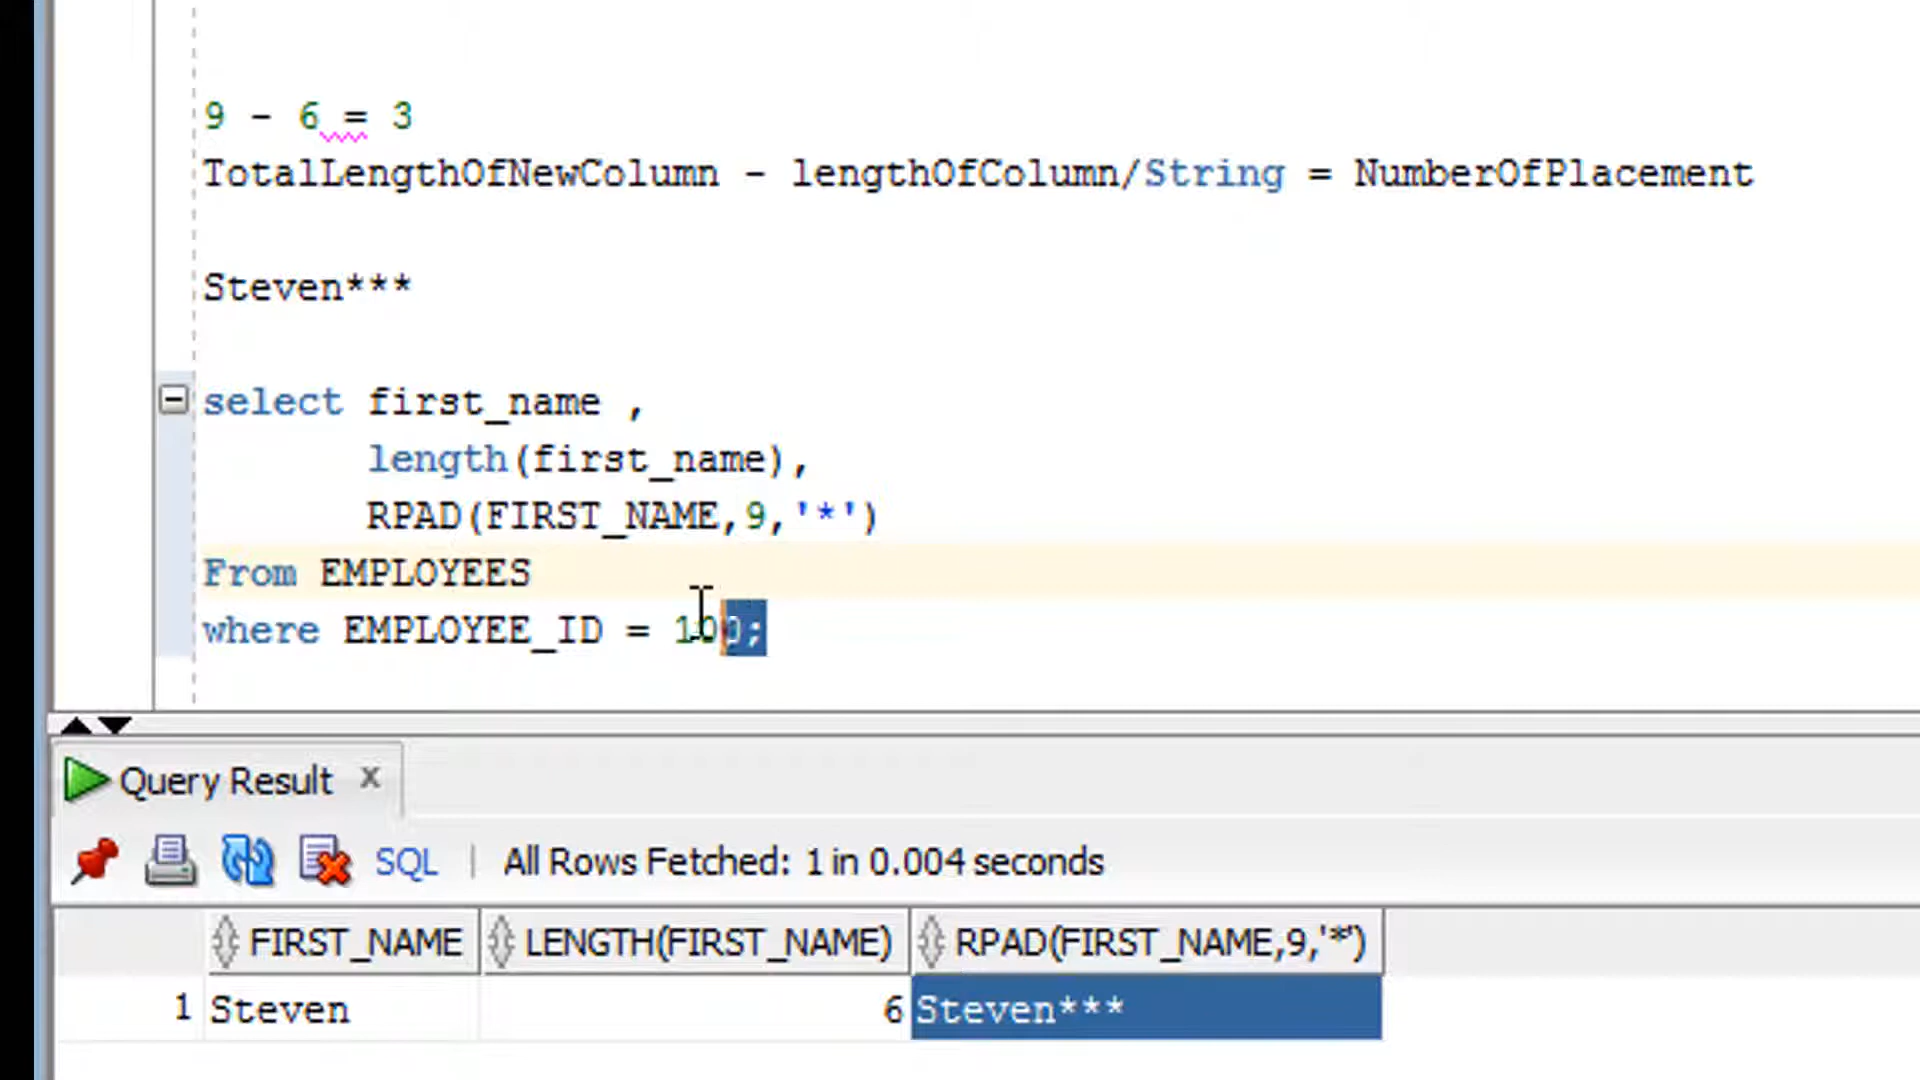 9 - 6 = 3
TotalLengthOfNewColumn - lengthOfColumn/String = NumberOfPlacement
Steven***
select first_name ,
length(first_name),
RPAD(FIRST_NAME,9,'*')
From EMPLOYEES
where EMPLOYEE_ID = 100;
Query Result x
SQL | All Rows Fetched: 1 in 0.004 seconds
FIRST_NAME LENGTH(FIRST_NAME) RPAD(FIRST_NAME,9,'*')
1 Steven 6 Steven***